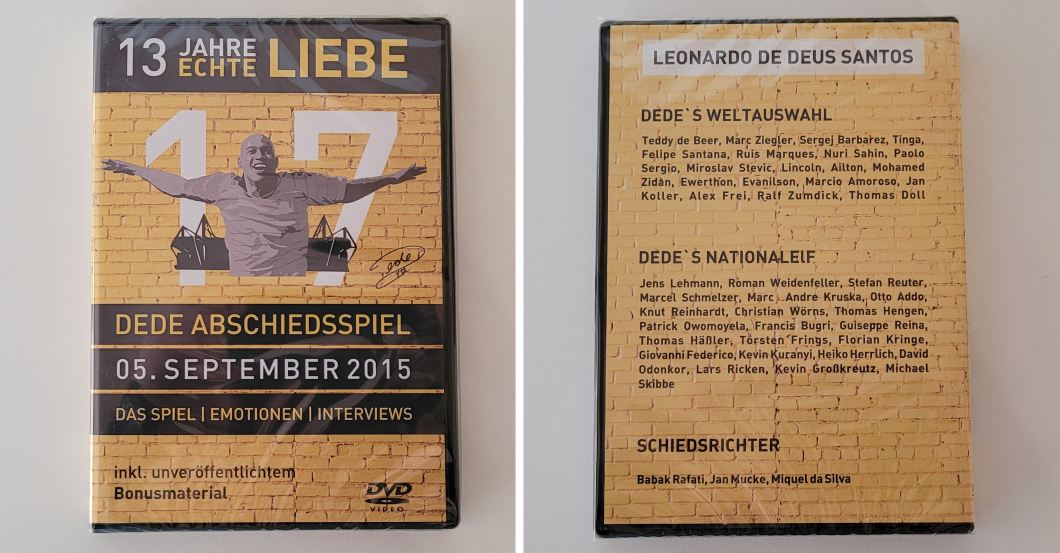 13 JAHRE ECHTE LIEBE
17
Dede
DEDE ABSCHIEDSSPIEL
05. SEPTEMBER 2015
DAS SPIEL | EMOTIONEN | INTERVIEWS
inkl. unveröffentlichtem
Bonusmaterial
DVD
VIDEO
LEONARDO DE DEUS SANTOS
DEDE`S WELTAUSWAHL
Teddy de Beer, Marc Ziegler, Sergej Barbarez, Tinga,
Felipe Santana, Ruis Marques, Nuri Sahin, Paolo
Sergio, Miroslav Stevic, Lincoln, Ailton, Mohamed
Zidan, Ewerthon, Evanilson, Marcio Amoroso, Jan
Koller, Alex Frei, Ralf Zumdick, Thomas Doll
DEDE`S NATIONALElF
Jens Lehmann, Roman Weidenfeller, Stefan Reuter,
Marcel Schmelzer, Marc - Andre Kruska, Otto Addo,
Knut Reinhardt, Christian Wörns, Thomas Hengen,
Patrick Owomoyela, Francis Bugri, Guiseppe Reina,
Thomas Häßler, Torsten Frings, Florian Kringe,
Giovanni Federico, Kevin Kuranyi, Heiko Herrlich, David
Odonkor, Lars Ricken, Kevin Großkreutz, Michael
Skibbe
SCHIEDSRICHTER
Babak Rafati, Jan Mucke, Miquel da Silva